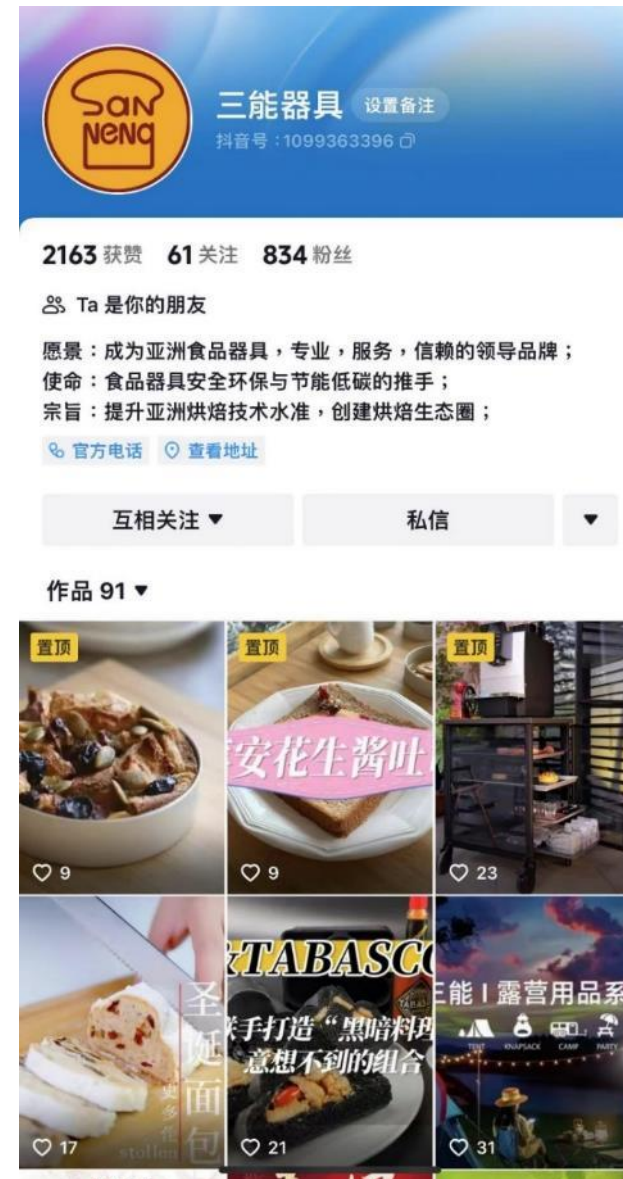 SAN
NENG
三能器具 设置备注
抖音号：1099363396
2163 获赞 61 关注 834 粉丝
Ta 是你的朋友
愿景：成为亚洲食品器具，专业，服务，信赖的领导品牌；
使命：食品器具安全环保与节能低碳的推手；
宗旨：提升亚洲烘焙技术水准，创建烘焙生态圈；
官方电话 查看地址
互相关注 私信
作品 91
置顶 置顶 置顶
安花生酱吐
9 9 23
圣诞面包
史多伦
stollen
&TABASCO
联手打造“黑暗料理
意想不到的组合
TABASCO
三能 | 露营用品系
TENT KNAPSACK CAMP PARTY
17 21 31